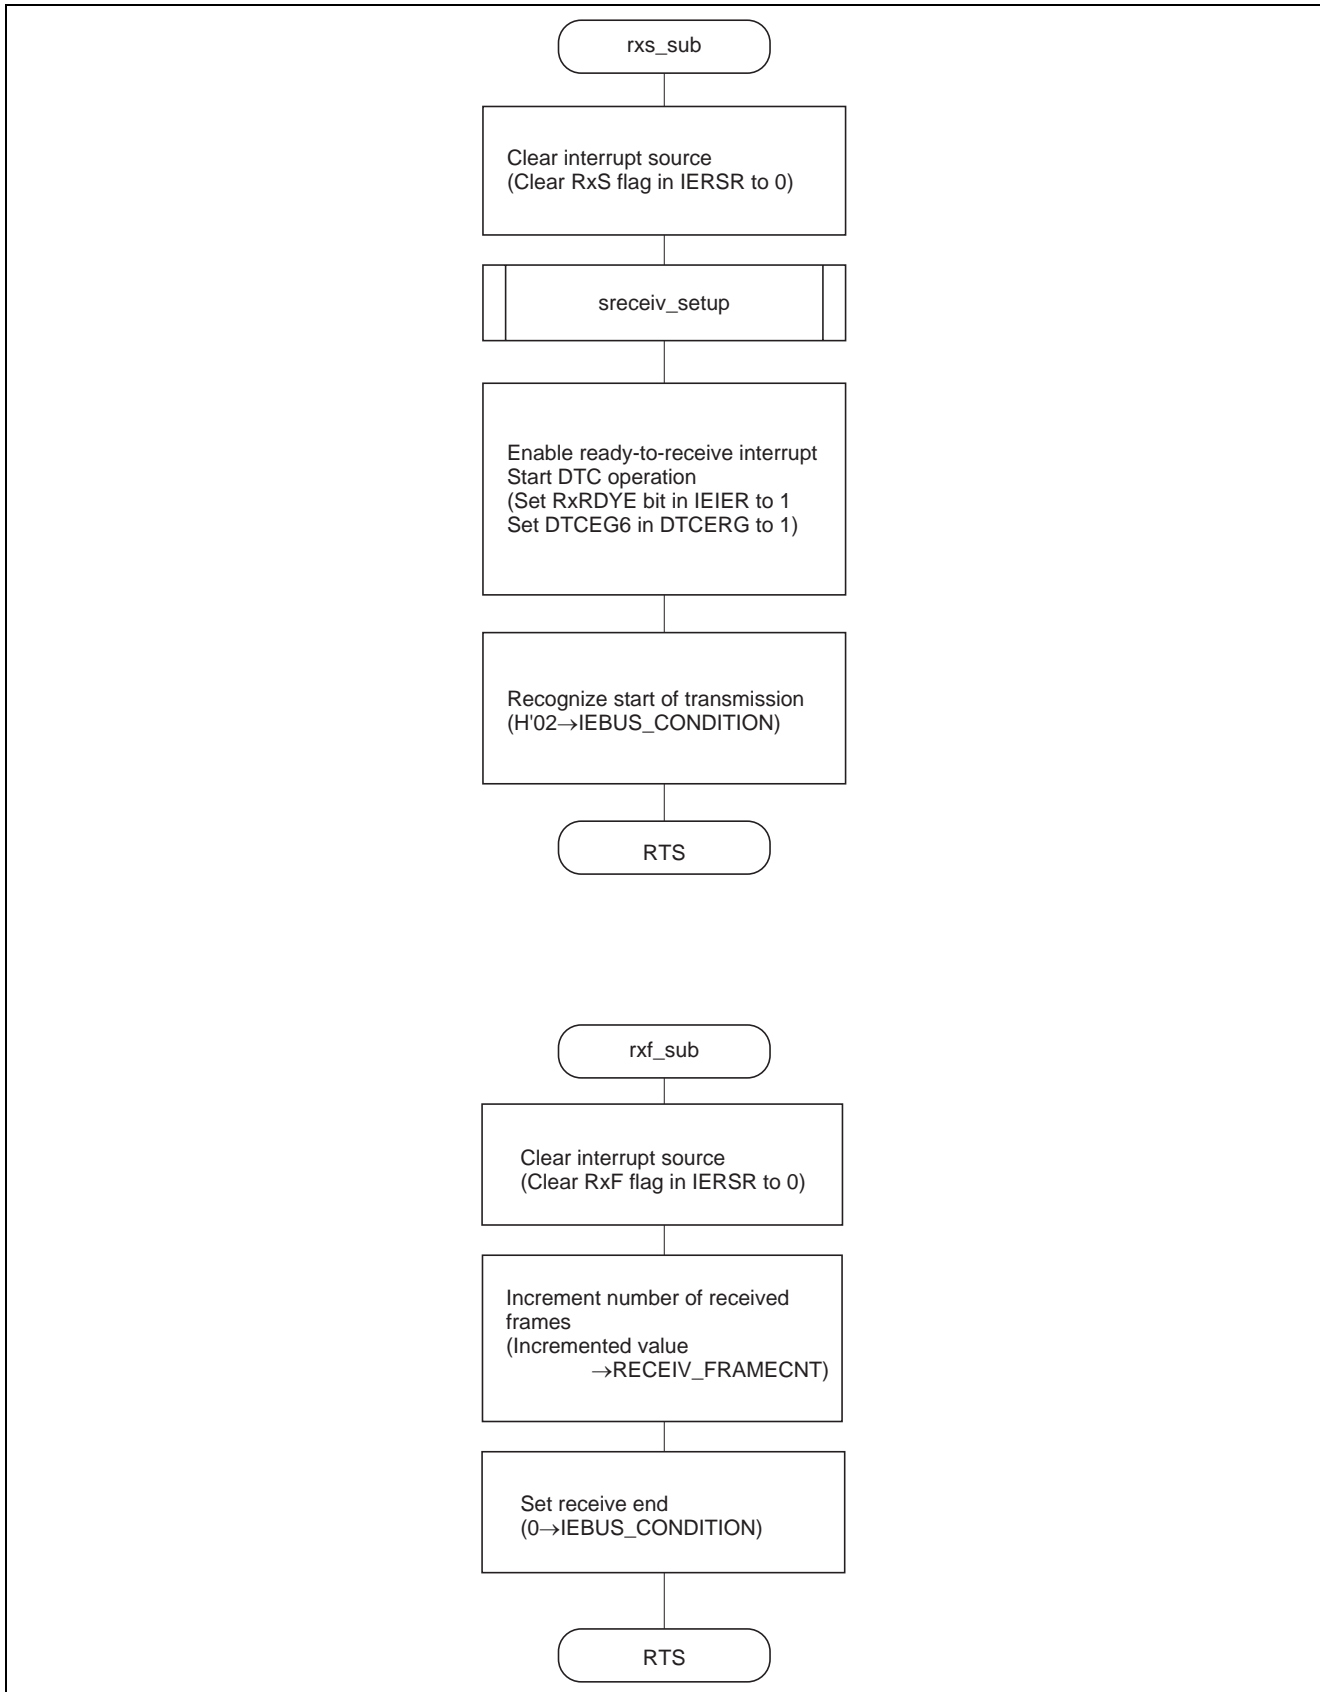 rxs_sub
Clear interrupt source
(Clear RxS flag in IERSR to 0)
sreceiv_setup
Enable ready-to-receive interrupt
Start DTC operation
(Set RxRDYE bit in IEIER to 1
Set DTCEG6 in DTCERG to 1)
Recognize start of transmission
(H'02→IEBUS_CONDITION)
RTS
rxf_sub
Clear interrupt source
(Clear RxF flag in IERSR to 0)
Increment number of received
frames
(Incremented value
→RECEIV_FRAMECNT)
Set receive end
(0→IEBUS_CONDITION)
RTS